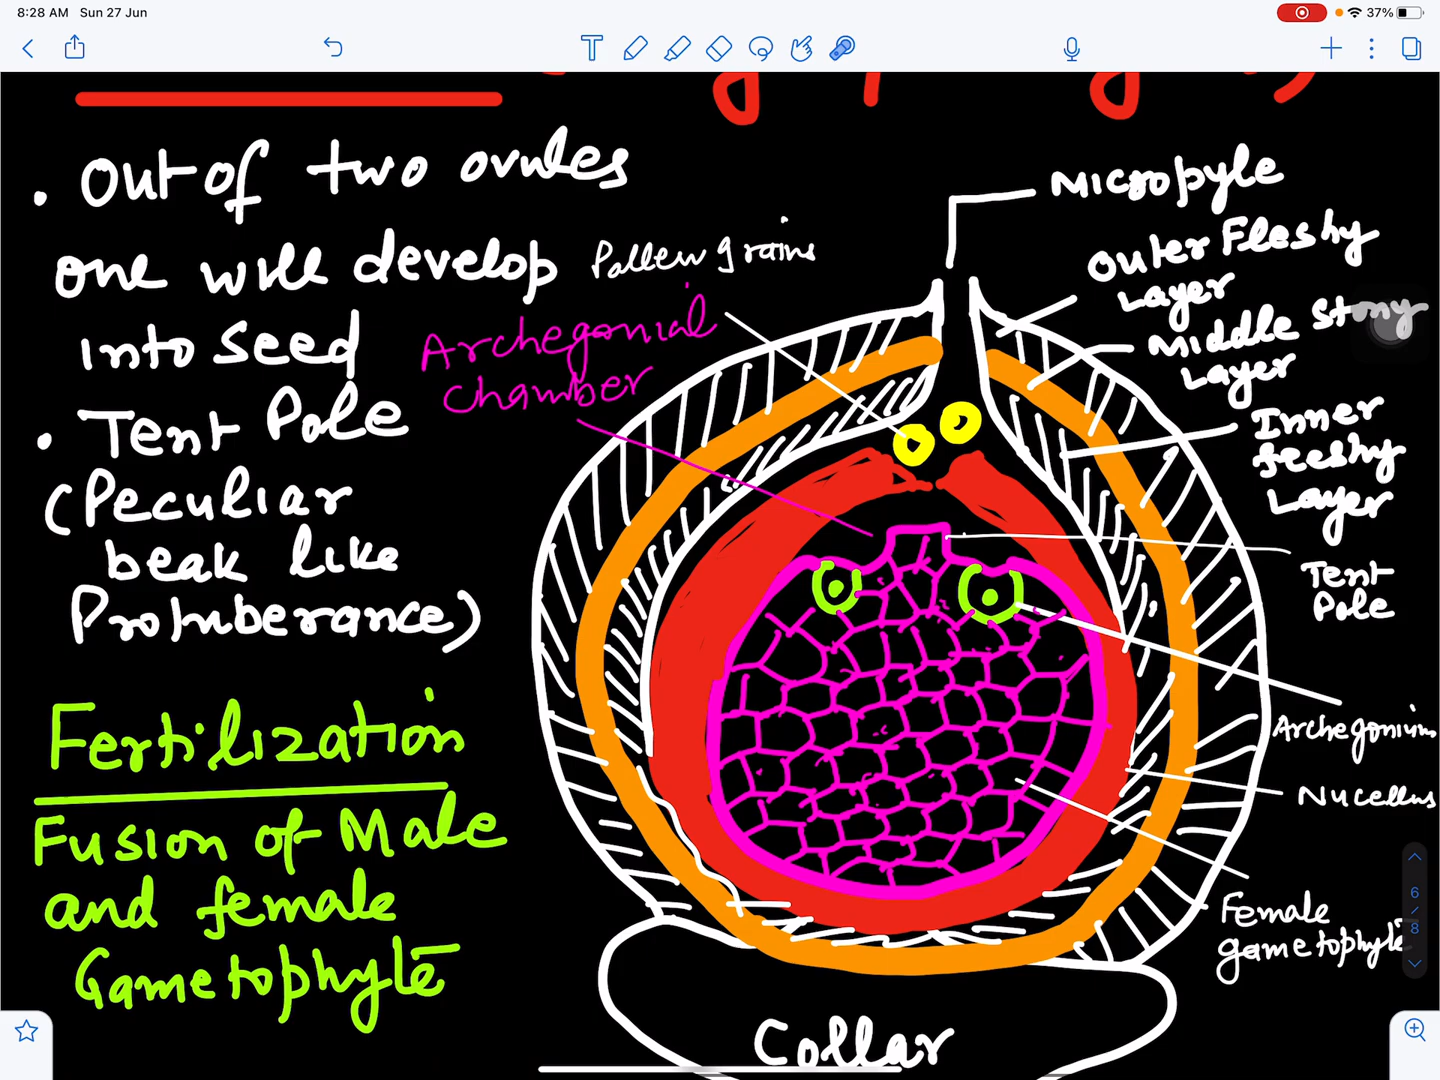 8:28 AM Sun 27 Jun
37%
. Out of two ovules
one will develop
into seed
. Tent Pole
(Peculiar
beak like
Protuberance)
Fertilization
Fusion of Male
and female
Gametophyte
Pollen grains
Archegonial
chamber
Micropyle
Outer Fleshy
Layer
Middle Stony
Layer
Inner
fleshy
Layer
Tent
Pole
Archegonium
Nucellus
Female
gametophyte
Collar
6
/
8